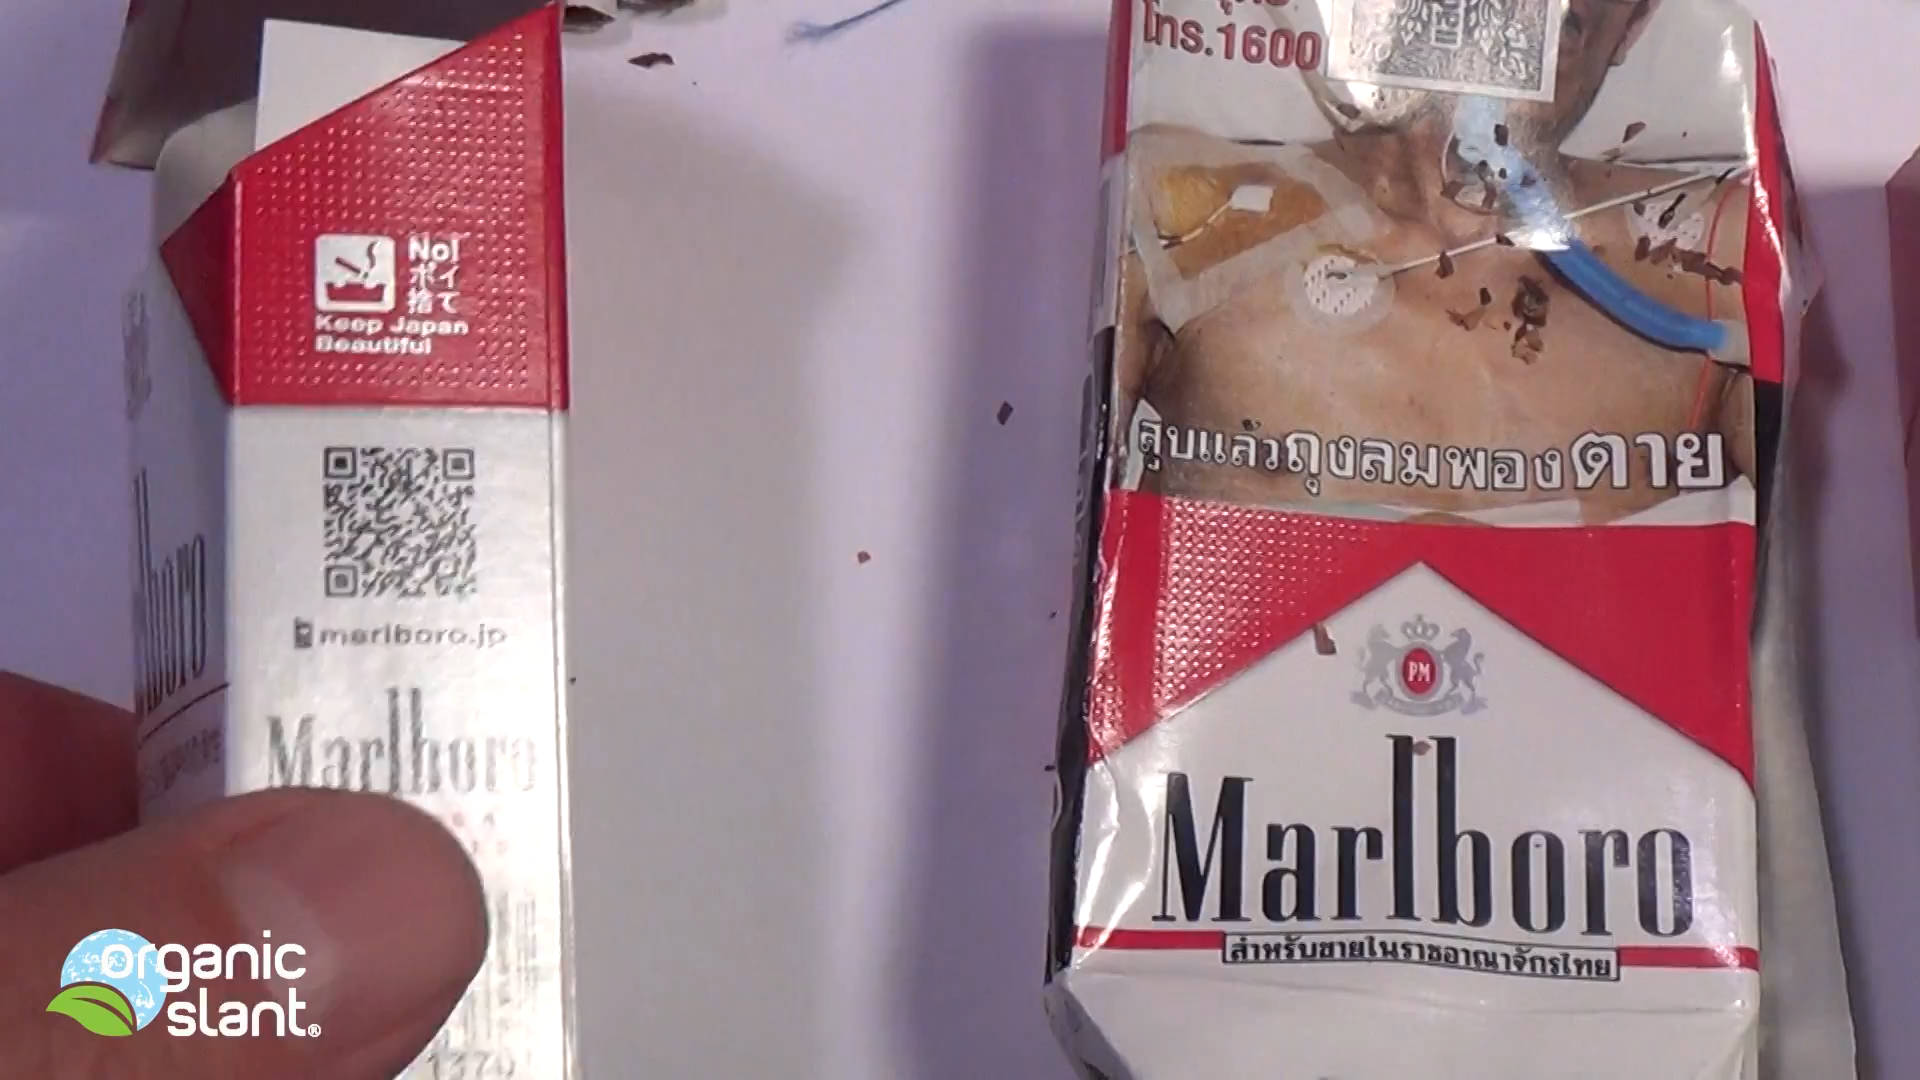 No!
ポイ
捨て
Keep Japan
Beautiful
marlboro.jp
Marlboro
lboro
โทร.1600
สูบแล้วถุงลมพองตาย
PM
Marlboro
สำหรับขายในราชอาณาจักรไทย
organic
slant®